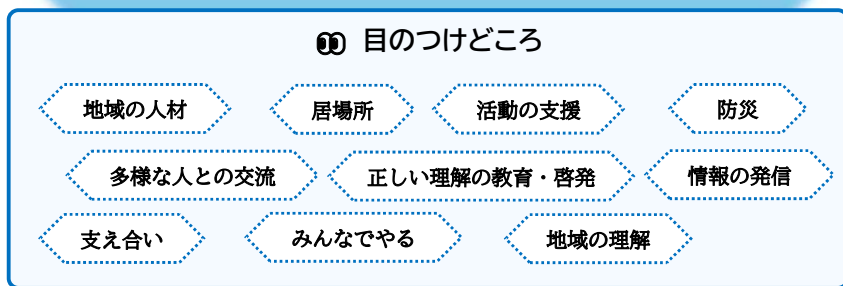 目のつけどころ
地域の人材 居場所 活動の支援 防災
多様な人との交流 正しい理解の教育・啓発 情報の発信
支え合い みんなでやる 地域の理解